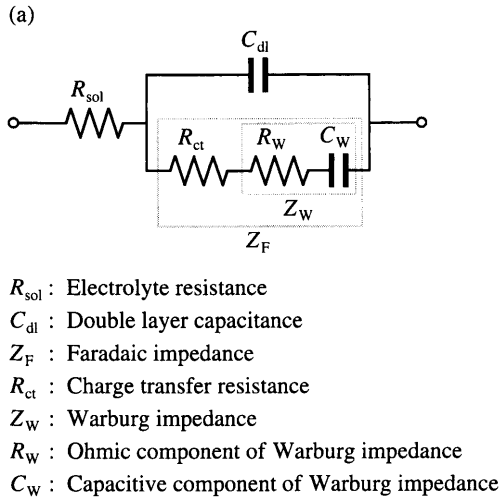 (a)
C_dl
R_sol
R_ct
R_W
C_W
Z_W
Z_F
R_sol : Electrolyte resistance
C_dl : Double layer capacitance
Z_F : Faradaic impedance
R_ct : Charge transfer resistance
Z_W : Warburg impedance
R_W : Ohmic component of Warburg impedance
C_W : Capacitive component of Warburg impedance